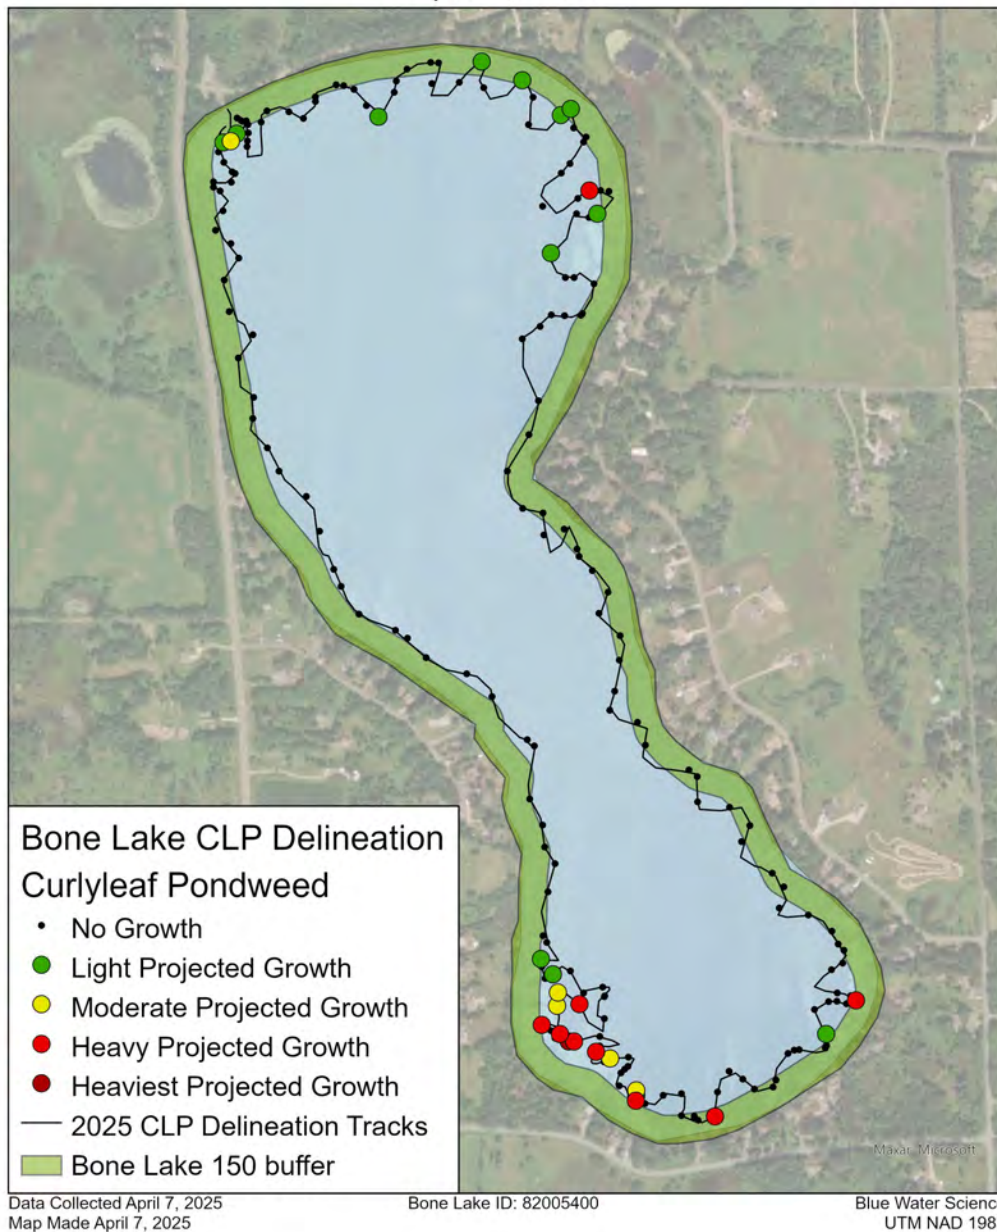 Bone Lake CLP Delineation
Curlyleaf Pondweed
No Growth
Light Projected Growth
Moderate Projected Growth
Heavy Projected Growth
Heaviest Projected Growth
2025 CLP Delineation Tracks
Bone Lake 150 buffer
Maxar, Microsoft
Data Collected April 7, 2025 Bone Lake ID: 82005400 Blue Water Scienc
Map Made April 7, 2025 UTM NAD 198